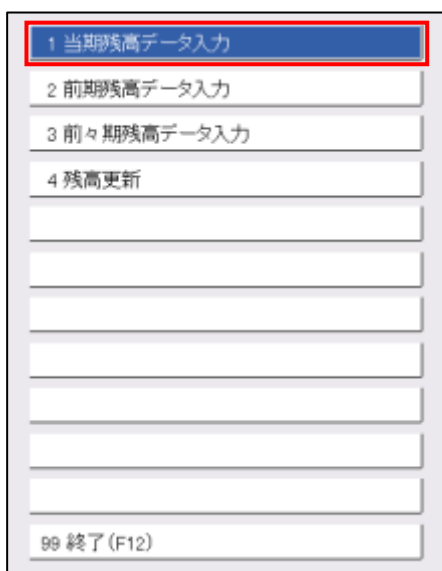 1 当期残高データ入力
2 前期残高データ入力
3 前々期残高データ入力
4 残高更新
99 終了(F12)